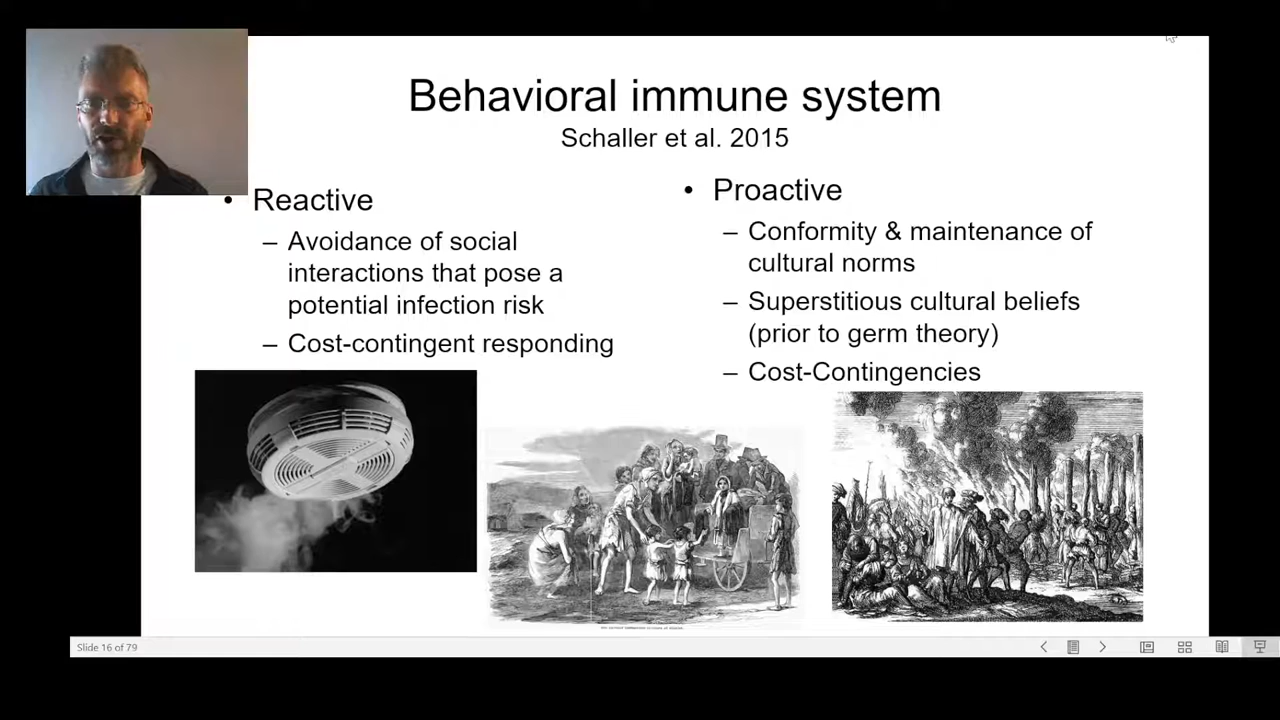 Behavioral immune system
Schaller et al. 2015
• Reactive
– Avoidance of social
interactions that pose a
potential infection risk
– Cost-contingent responding
• Proactive
– Conformity & maintenance of
cultural norms
– Superstitious cultural beliefs
(prior to germ theory)
– Cost-Contingencies
Slide 16 of 79